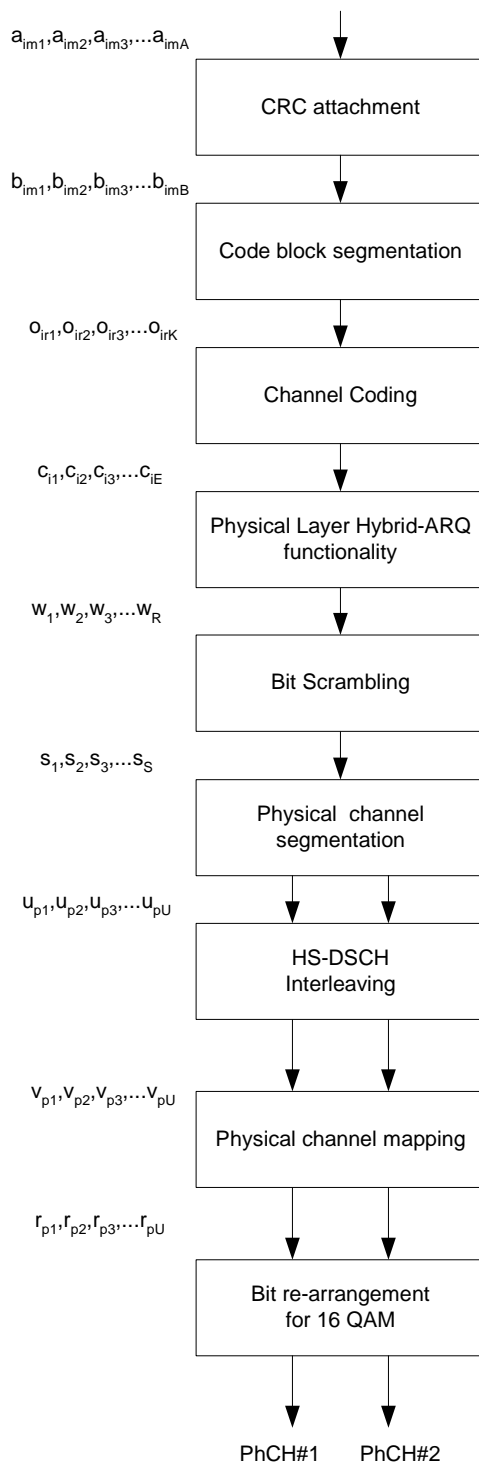 a_im1,a_im2,a_im3,...a_imA
CRC attachment
b_im1,b_im2,b_im3,...b_imB
Code block segmentation
o_ir1,o_ir2,o_ir3,...o_irK
Channel Coding
c_i1,c_i2,c_i3,...c_iE
Physical Layer Hybrid-ARQ
functionality
w_1,w_2,w_3,...w_R
Bit Scrambling
s_1,s_2,s_3,...s_S
Physical channel
segmentation
u_p1,u_p2,u_p3,...u_pU
HS-DSCH
Interleaving
v_p1,v_p2,v_p3,...v_pU
Physical channel mapping
r_p1,r_p2,r_p3,...r_pU
Bit re-arrangement
for 16 QAM
PhCH#1 PhCH#2